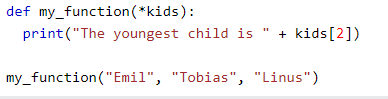 def my_function(*kids):
  print("The youngest child is " + kids[2])

my_function("Emil", "Tobias", "Linus")